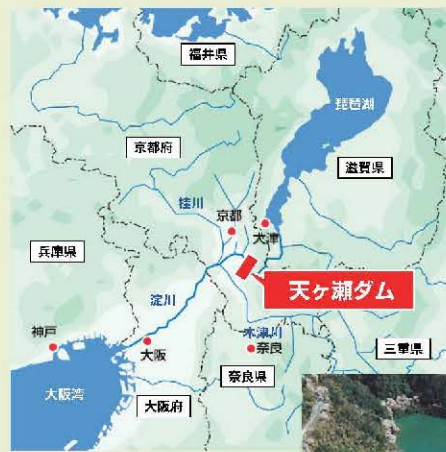 福井県
琵琶湖
京都府
滋賀県
桂川
京都
大津
兵庫県
天ヶ瀬ダム
淀川
木津川
神戸
大阪
奈良
三重県
大阪湾
奈良県
大阪府